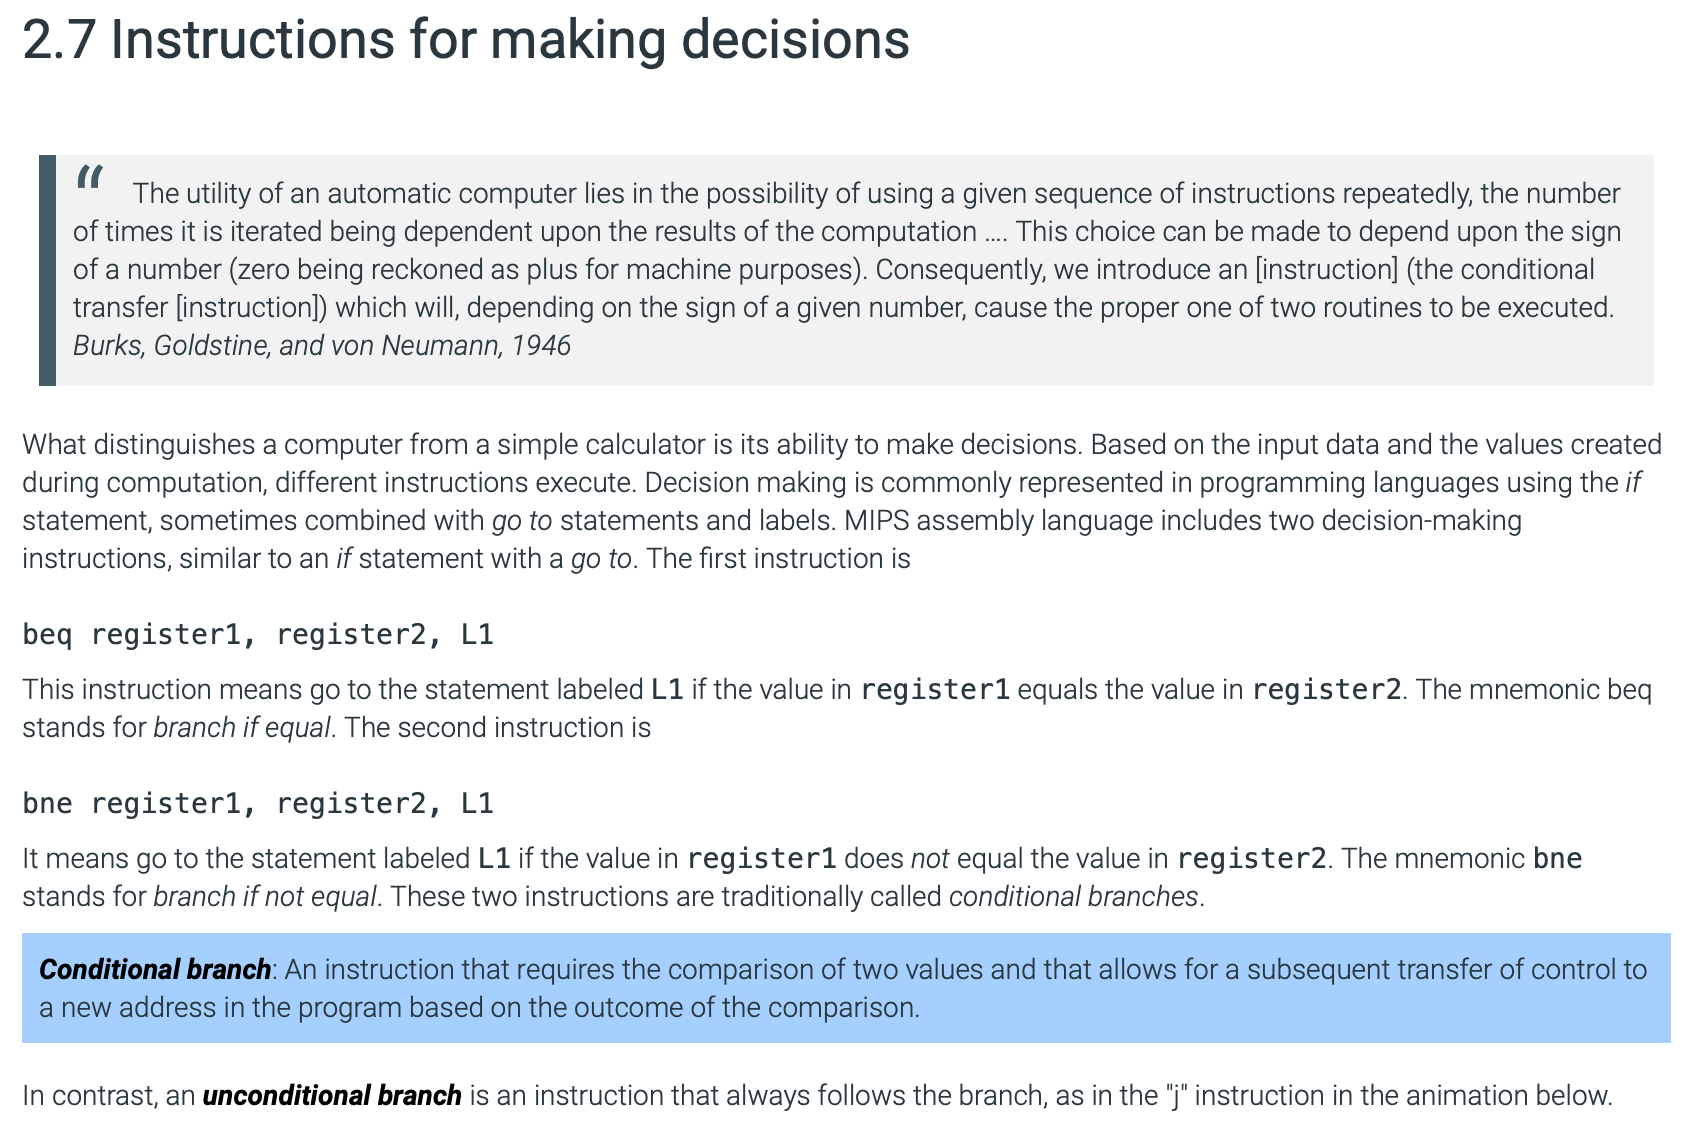 2.7 Instructions for making decisions
“ The utility of an automatic computer lies in the possibility of using a given sequence of instructions repeatedly, the number
of times it is iterated being dependent upon the results of the computation .... This choice can be made to depend upon the sign
of a number (zero being reckoned as plus for machine purposes). Consequently, we introduce an [instruction] (the conditional
transfer [instruction]) which will, depending on the sign of a given number, cause the proper one of two routines to be executed.
Burks, Goldstine, and von Neumann, 1946
What distinguishes a computer from a simple calculator is its ability to make decisions. Based on the input data and the values created
during computation, different instructions execute. Decision making is commonly represented in programming languages using the if
statement, sometimes combined with go to statements and labels. MIPS assembly language includes two decision-making
instructions, similar to an if statement with a go to. The first instruction is
beq register1, register2, L1
This instruction means go to the statement labeled L1 if the value in register1 equals the value in register2. The mnemonic beq
stands for branch if equal. The second instruction is
bne register1, register2, L1
It means go to the statement labeled L1 if the value in register1 does not equal the value in register2. The mnemonic bne
stands for branch if not equal. These two instructions are traditionally called conditional branches.
Conditional branch: An instruction that requires the comparison of two values and that allows for a subsequent transfer of control to
a new address in the program based on the outcome of the comparison.
In contrast, an unconditional branch is an instruction that always follows the branch, as in the "j" instruction in the animation below.